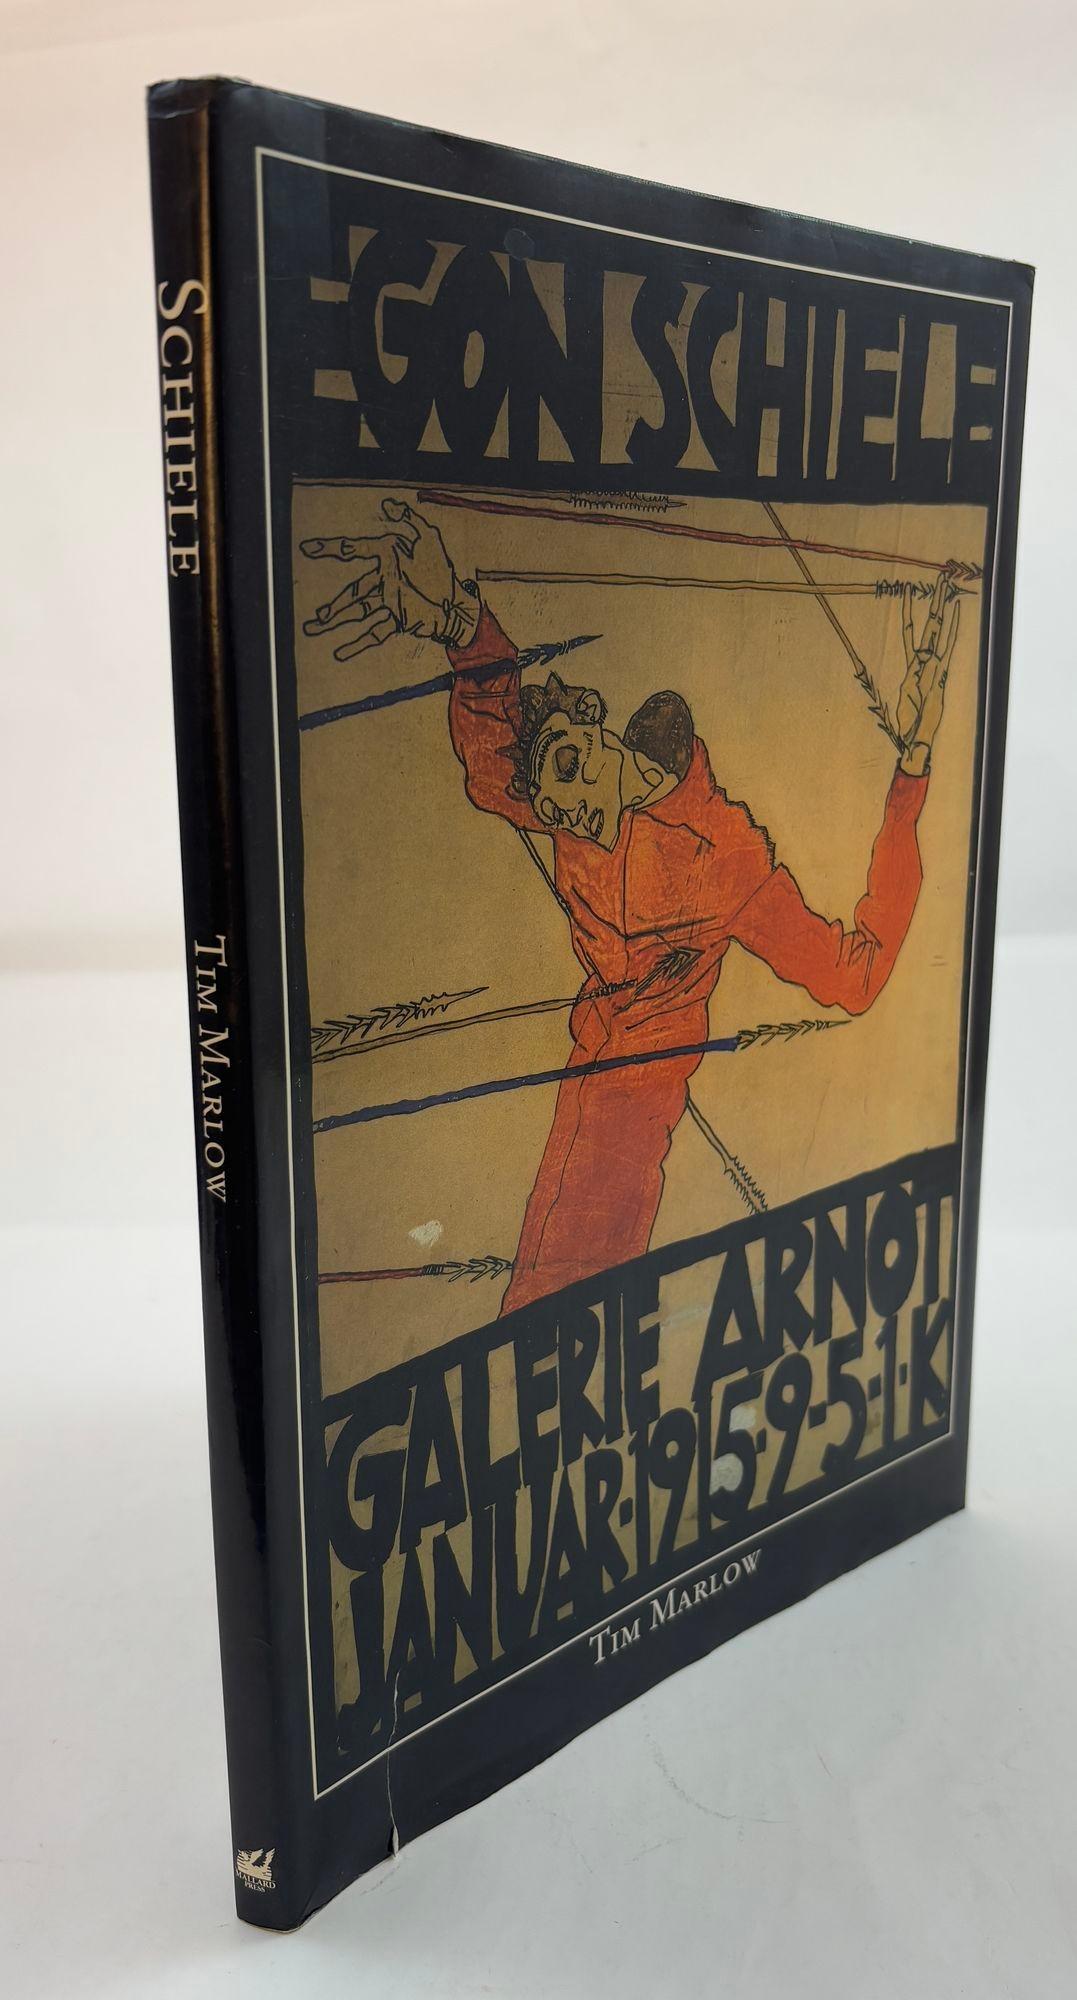 SCHIELE
TIM MARLOW
MALLARD
PRESS
EGON SCHIELE
GALERIE ARNOT
JANUAR·1915·9-5·1·K
TIM MARLOW